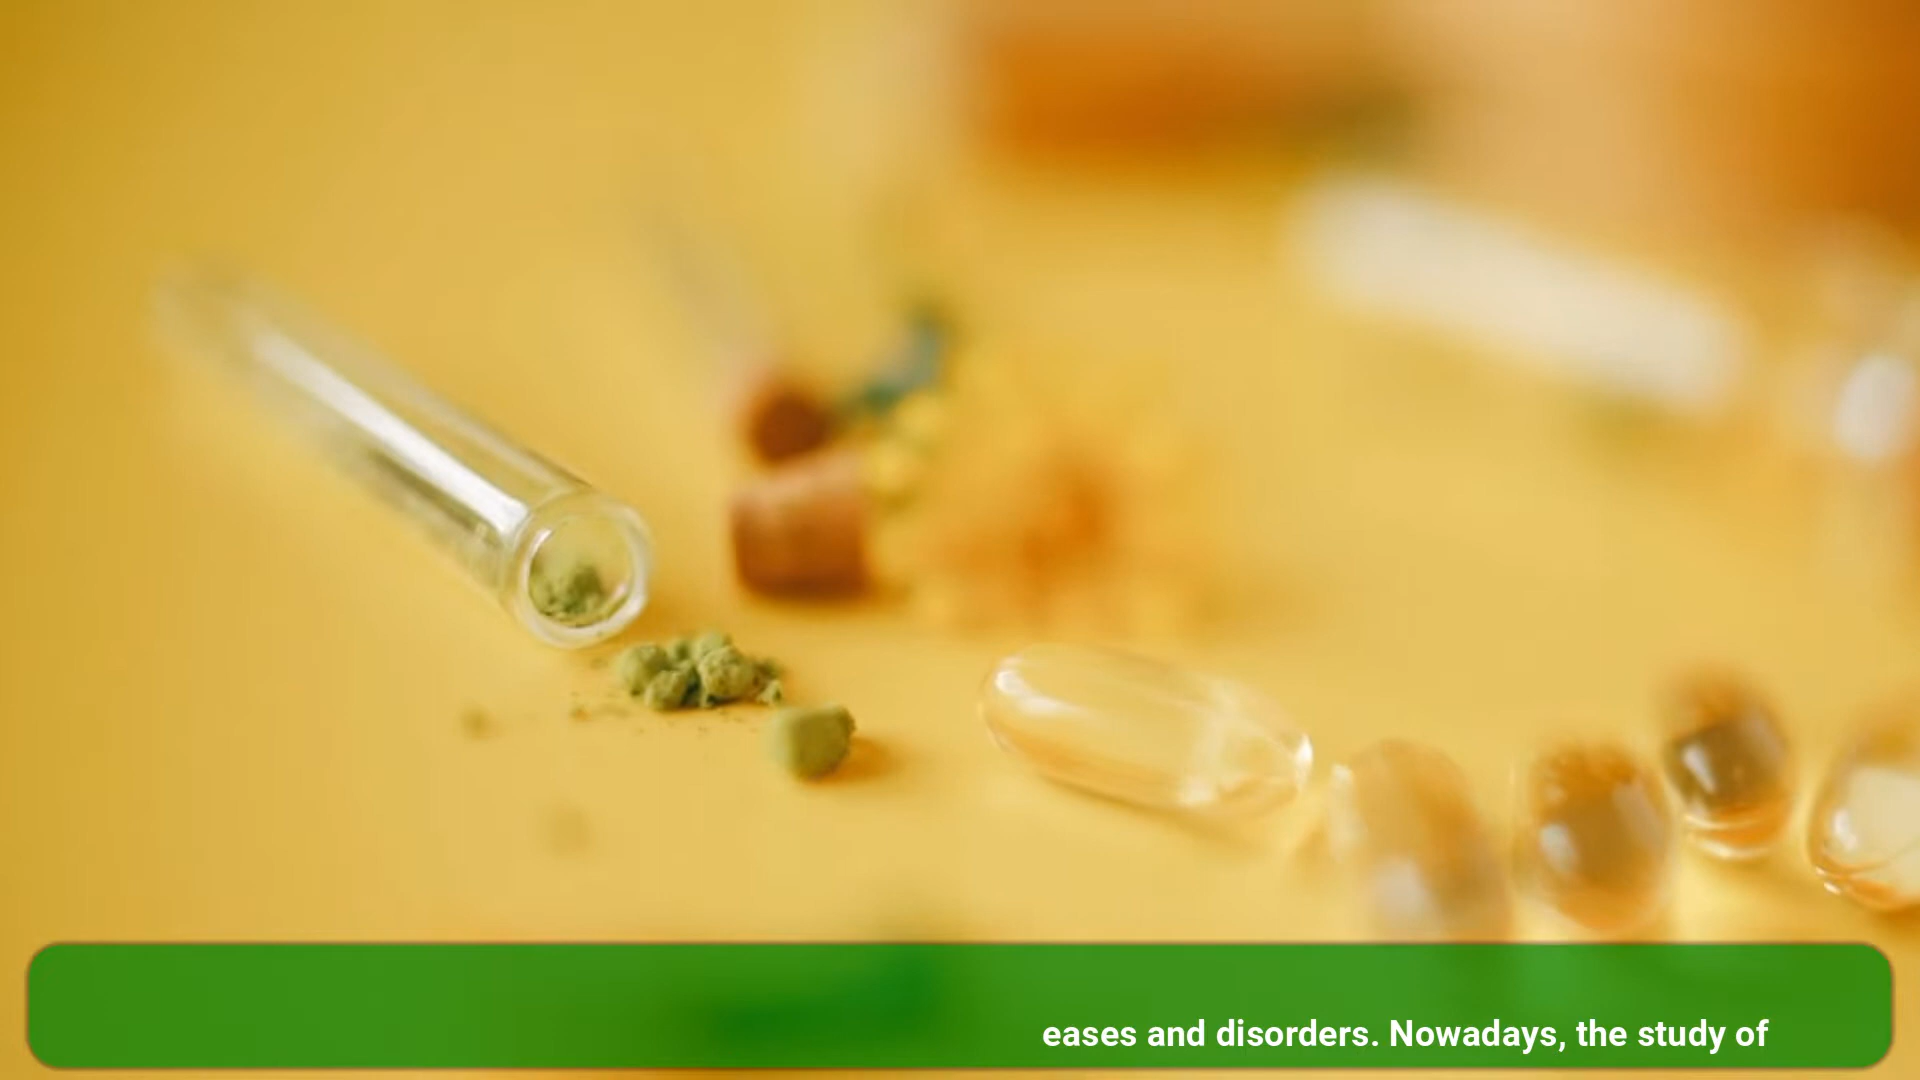 eases and disorders. Nowadays, the study of